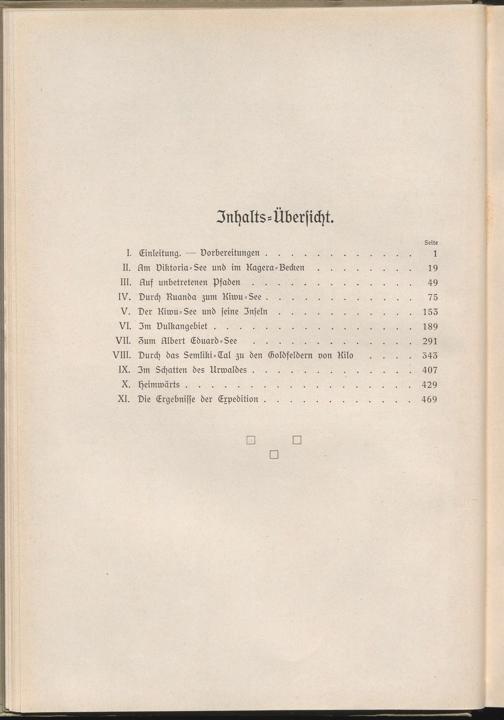 Inhalts-Übersicht.
Seite
I. Einleitung. — Vorbereitungen . . . . . . . . . . . . 1
II. Am Viktoria-See und im Kagera-Becken . . . . . . . . 19
III. Auf unbetretenen Pfaden . . . . . . . . . . . . . 49
IV. Durch Ruanda zum Kiwu-See . . . . . . . . . . . . 75
V. Der Kiwu-See und seine Inseln . . . . . . . . . . . 153
VI. Im Vulkangebiet . . . . . . . . . . . . . . . . 189
VII. Zum Albert Eduard-See . . . . . . . . . . . . . 291
VIII. Durch das Semliki-Tal zu den Goldfeldern von Kilo . . . . . 343
IX. Im Schatten des Urwaldes . . . . . . . . . . . . . 407
X. Heimwärts . . . . . . . . . . . . . . . . . . 429
XI. Die Ergebnisse der Expedition . . . . . . . . . . . . 469